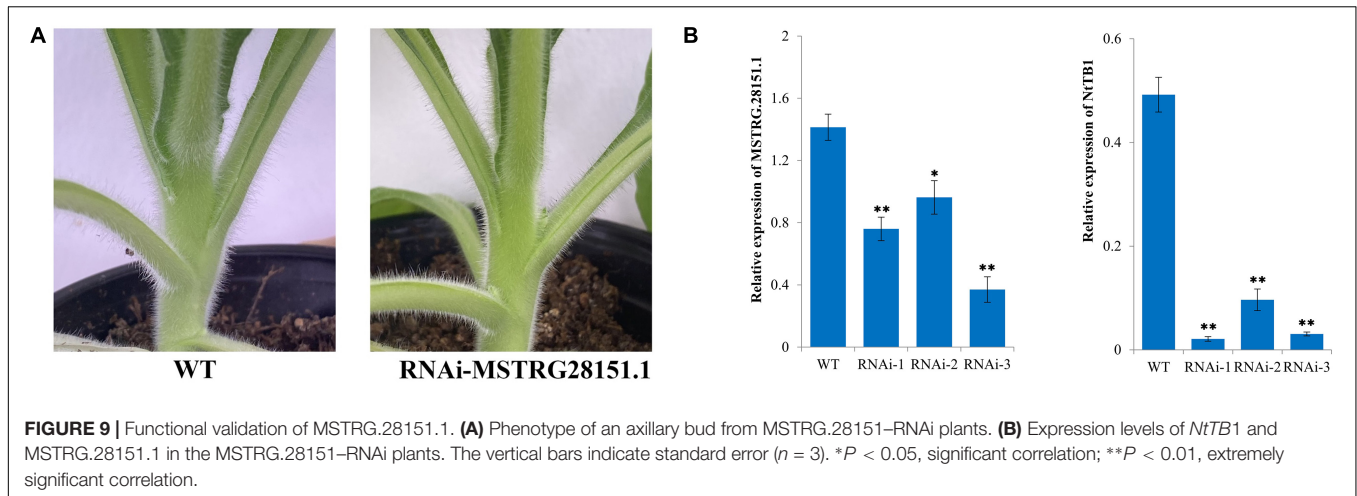 A
WT
RNAi-MSTRG28151.1
B
Relative expression of MSTRG.28151.1
2
1.6
1.2
0.8
0.4
0
**
*
**
WT RNAi-1 RNAi-2 RNAi-3
Relative expression of NtTB1
0.6
0.4
0.2
0
**
**
**
WT RNAi-1 RNAi-2 RNAi-3
FIGURE 9 | Functional validation of MSTRG.28151.1. (A) Phenotype of an axillary bud from MSTRG.28151–RNAi plants. (B) Expression levels of NtTB1 and
MSTRG.28151.1 in the MSTRG.28151–RNAi plants. The vertical bars indicate standard error (n = 3). *P < 0.05, significant correlation; **P < 0.01, extremely
significant correlation.